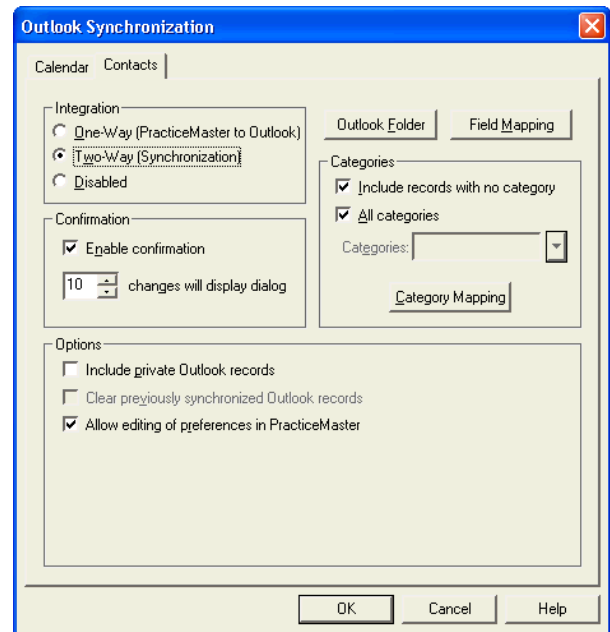 Outlook Synchronization
Calendar Contacts
Integration
One-Way (PracticeMaster to Outlook)
Two-Way (Synchronization)
Disabled
Outlook Folder Field Mapping
Categories
Include records with no category
All categories
Categories:
Category Mapping
Confirmation
Enable confirmation
10 changes will display dialog
Options
Include private Outlook records
Clear previously synchronized Outlook records
Allow editing of preferences in PracticeMaster
OK Cancel Help